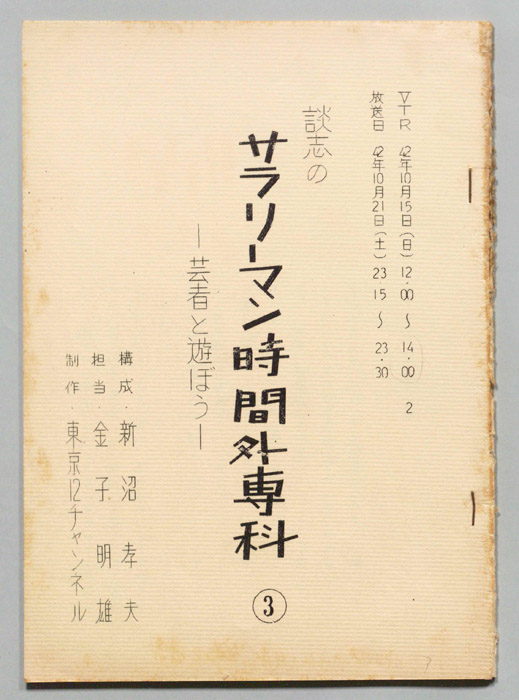 VTR 42年10月15日(日)12.00〜14.00 2
放送日 42年10月21日(土)23 15〜23.30
談志の
サラリーマン時間外専科③
―芸者と遊ぼう―
構成・新沼孝夫
担当・金子明雄
制作・東京12チャンネル